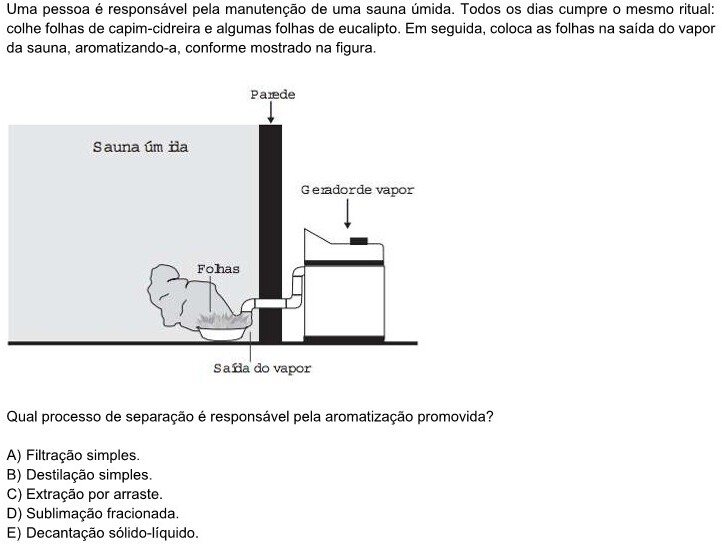 Uma pessoa é responsável pela manutenção de uma sauna úmida. Todos os dias cumpre o mesmo ritual:
colhe folhas de capim-cidreira e algumas folhas de eucalipto. Em seguida, coloca as folhas na saída do vapor
da sauna, aromatizando-a, conforme mostrado na figura.
Parede
Sauna úmida
Gerador de vapor
Folhas
Saída do vapor
Qual processo de separação é responsável pela aromatização promovida?
A) Filtração simples.
B) Destilação simples.
C) Extração por arraste.
D) Sublimação fracionada.
E) Decantação sólido-líquido.